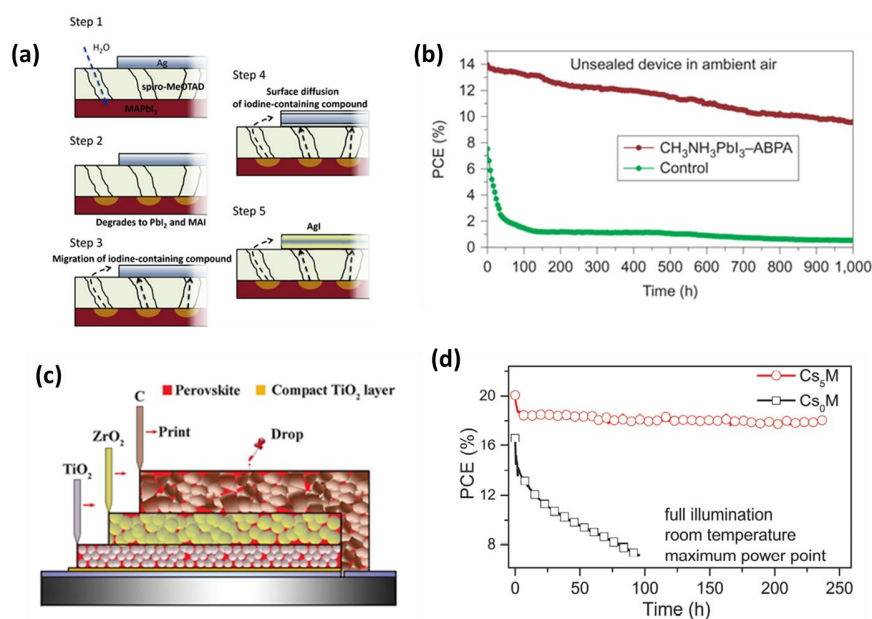 (a)
Step 1
H₂O
Ag
spiro-MeOTAD
MAPbI₃
Step 2
Degrades to PbI₂ and MAI
Step 3
Migration of iodine-containing compound
Step 4
Surface diffusion
of iodine-containing compound
Step 5
AgI
(b)
Unsealed device in ambient air
CH₃NH₃PbI₃–ABPA
Control
PCE (%)
16
14
12
10
8
6
4
2
0
0 100 200 300 400 500 600 700 800 900 1,000
Time (h)
(c)
Perovskite Compact TiO₂ layer
C
Print
Drop
ZrO₂
TiO₂
(d)
Cs₅M
Cs₀M
PCE (%)
20
16
12
8
full illumination
room temperature
maximum power point
0 50 100 150 200 250
Time (h)